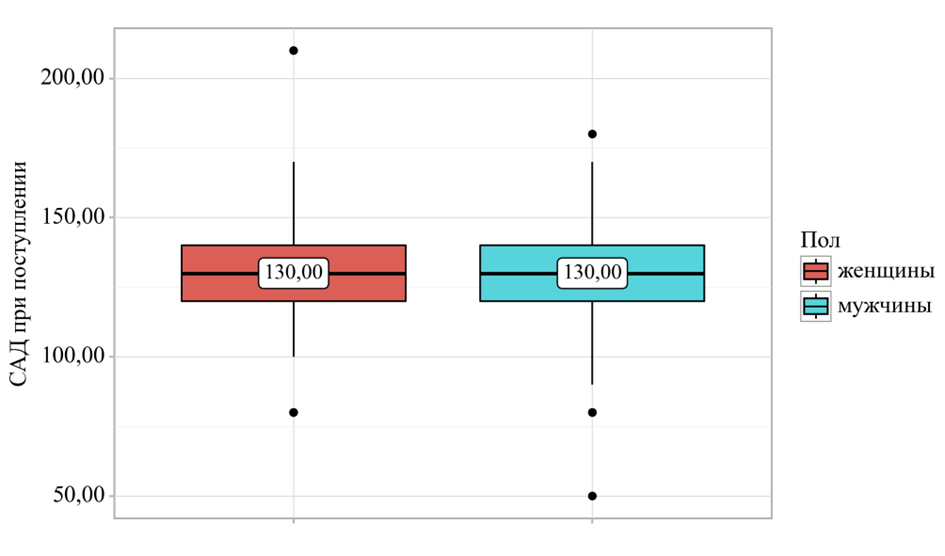 САД при поступлении
200,00
150,00
100,00
50,00
130,00
130,00
Пол
женщины
мужчины